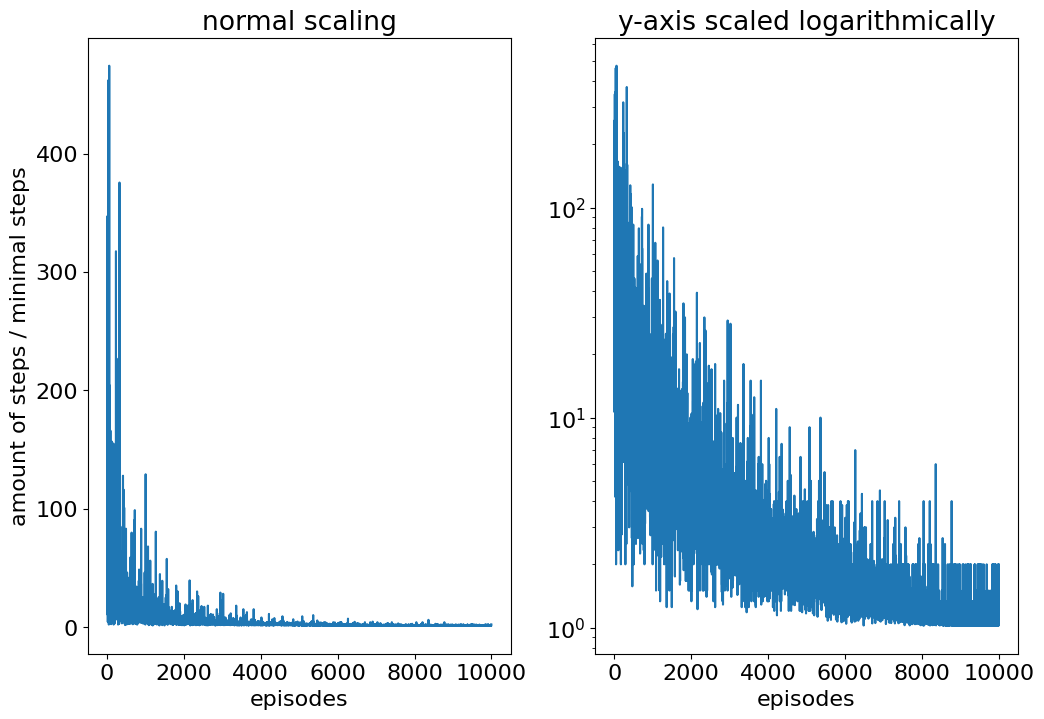 normal scaling
y-axis scaled logarithmically
amount of steps / minimal steps
400
300
200
100
0
0 2000 4000 6000 8000 10000
episodes
10²
10¹
10⁰
0 2000 4000 6000 8000 10000
episodes